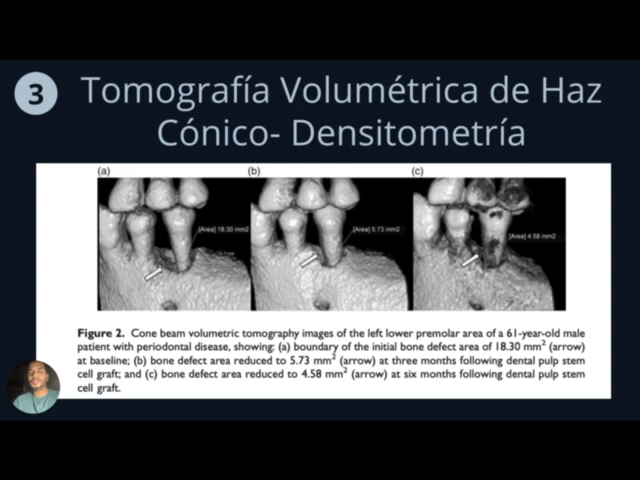 3
Tomografía Volumétrica de Haz
Cónico- Densitometría
(a) (b) (c)
[Area] 18.30 mm2 [Area] 5.73 mm2 [Area] 4.58 mm2
Figure 2. Cone beam volumetric tomography images of the left lower premolar area of a 61-year-old male
patient with periodontal disease, showing: (a) boundary of the initial bone defect area of 18.30 mm² (arrow)
at baseline; (b) bone defect area reduced to 5.73 mm² (arrow) at three months following dental pulp stem
cell graft; and (c) bone defect area reduced to 4.58 mm² (arrow) at six months following dental pulp stem
cell graft.